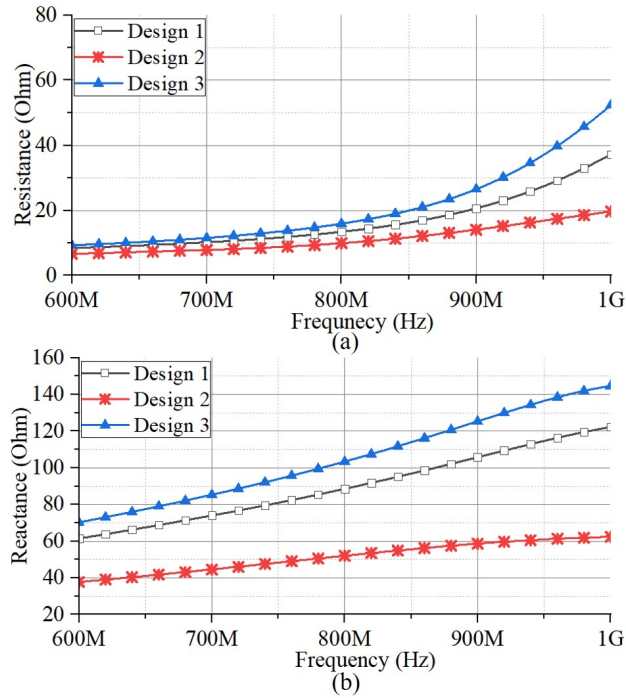 80
60
40
20
0
Resistance (Ohm)
Design 1
Design 2
Design 3
600M 700M 800M 900M 1G
Frequnecy (Hz)
(a)
160
140
120
100
80
60
40
20
Reactance (Ohm)
Design 1
Design 2
Design 3
600M 700M 800M 900M 1G
Frequency (Hz)
(b)